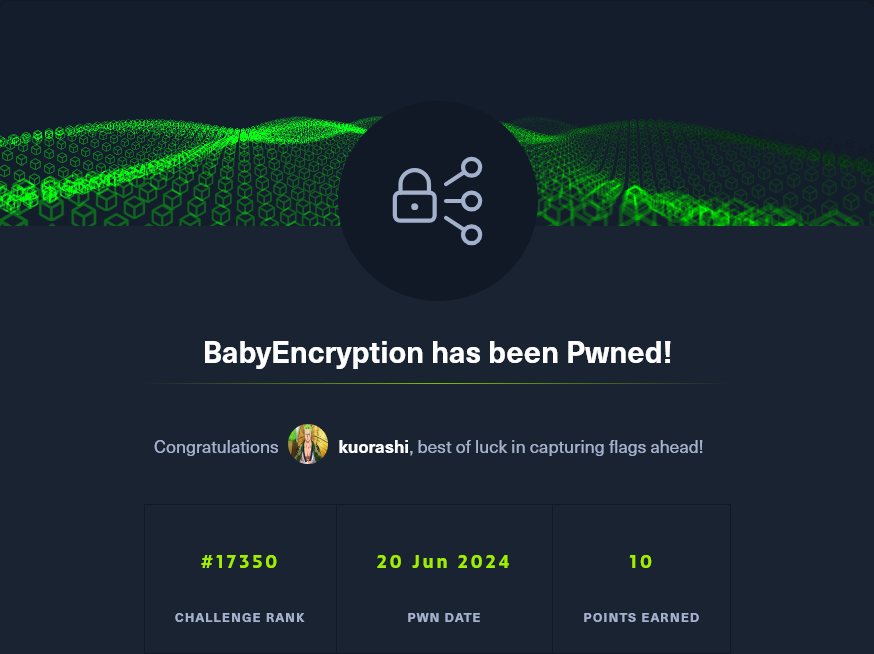 BabyEncryption has been Pwned!
Congratulations kuorashi, best of luck in capturing flags ahead!
#17350 20 Jun 2024 10
CHALLENGE RANK PWN DATE POINTS EARNED